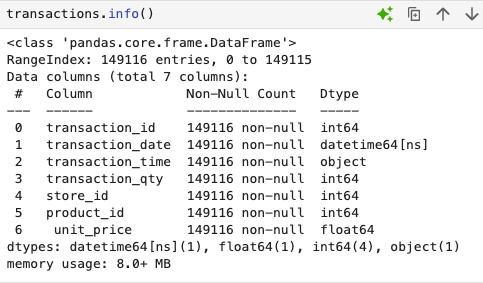 transactions.info()
<class 'pandas.core.frame.DataFrame'>
RangeIndex: 149116 entries, 0 to 149115
Data columns (total 7 columns):
 #   Column            Non-Null Count   Dtype
---  ------            --------------   -----
 0   transaction_id    149116 non-null  int64
 1   transaction_date  149116 non-null  datetime64[ns]
 2   transaction_time  149116 non-null  object
 3   transaction_qty   149116 non-null  int64
 4   store_id          149116 non-null  int64
 5   product_id        149116 non-null  int64
 6    unit_price       149116 non-null  float64
dtypes: datetime64[ns](1), float64(1), int64(4), object(1)
memory usage: 8.0+ MB